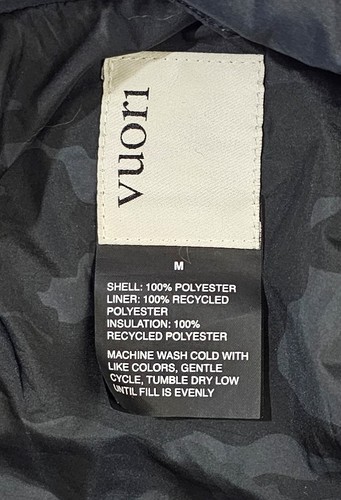 vuori
M
SHELL: 100% POLYESTER
LINER: 100% RECYCLED
POLYESTER
INSULATION: 100%
RECYCLED POLYESTER
MACHINE WASH COLD WITH
LIKE COLORS, GENTLE
CYCLE, TUMBLE DRY LOW
UNTIL FILL IS EVENLY